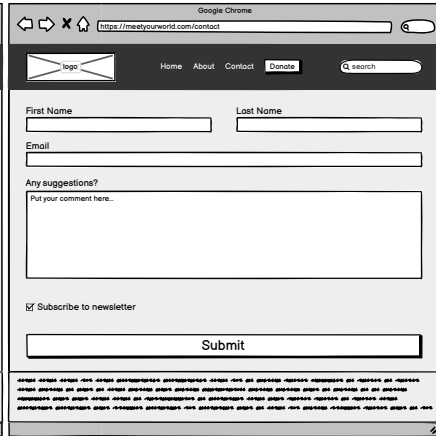 Google Chrome
https://meetyourworld.com/contact
logo
Home About Contact Donate search
First Name Last Name
Email
Any suggestions?
Put your comment here..
Subscribe to newsletter
Submit